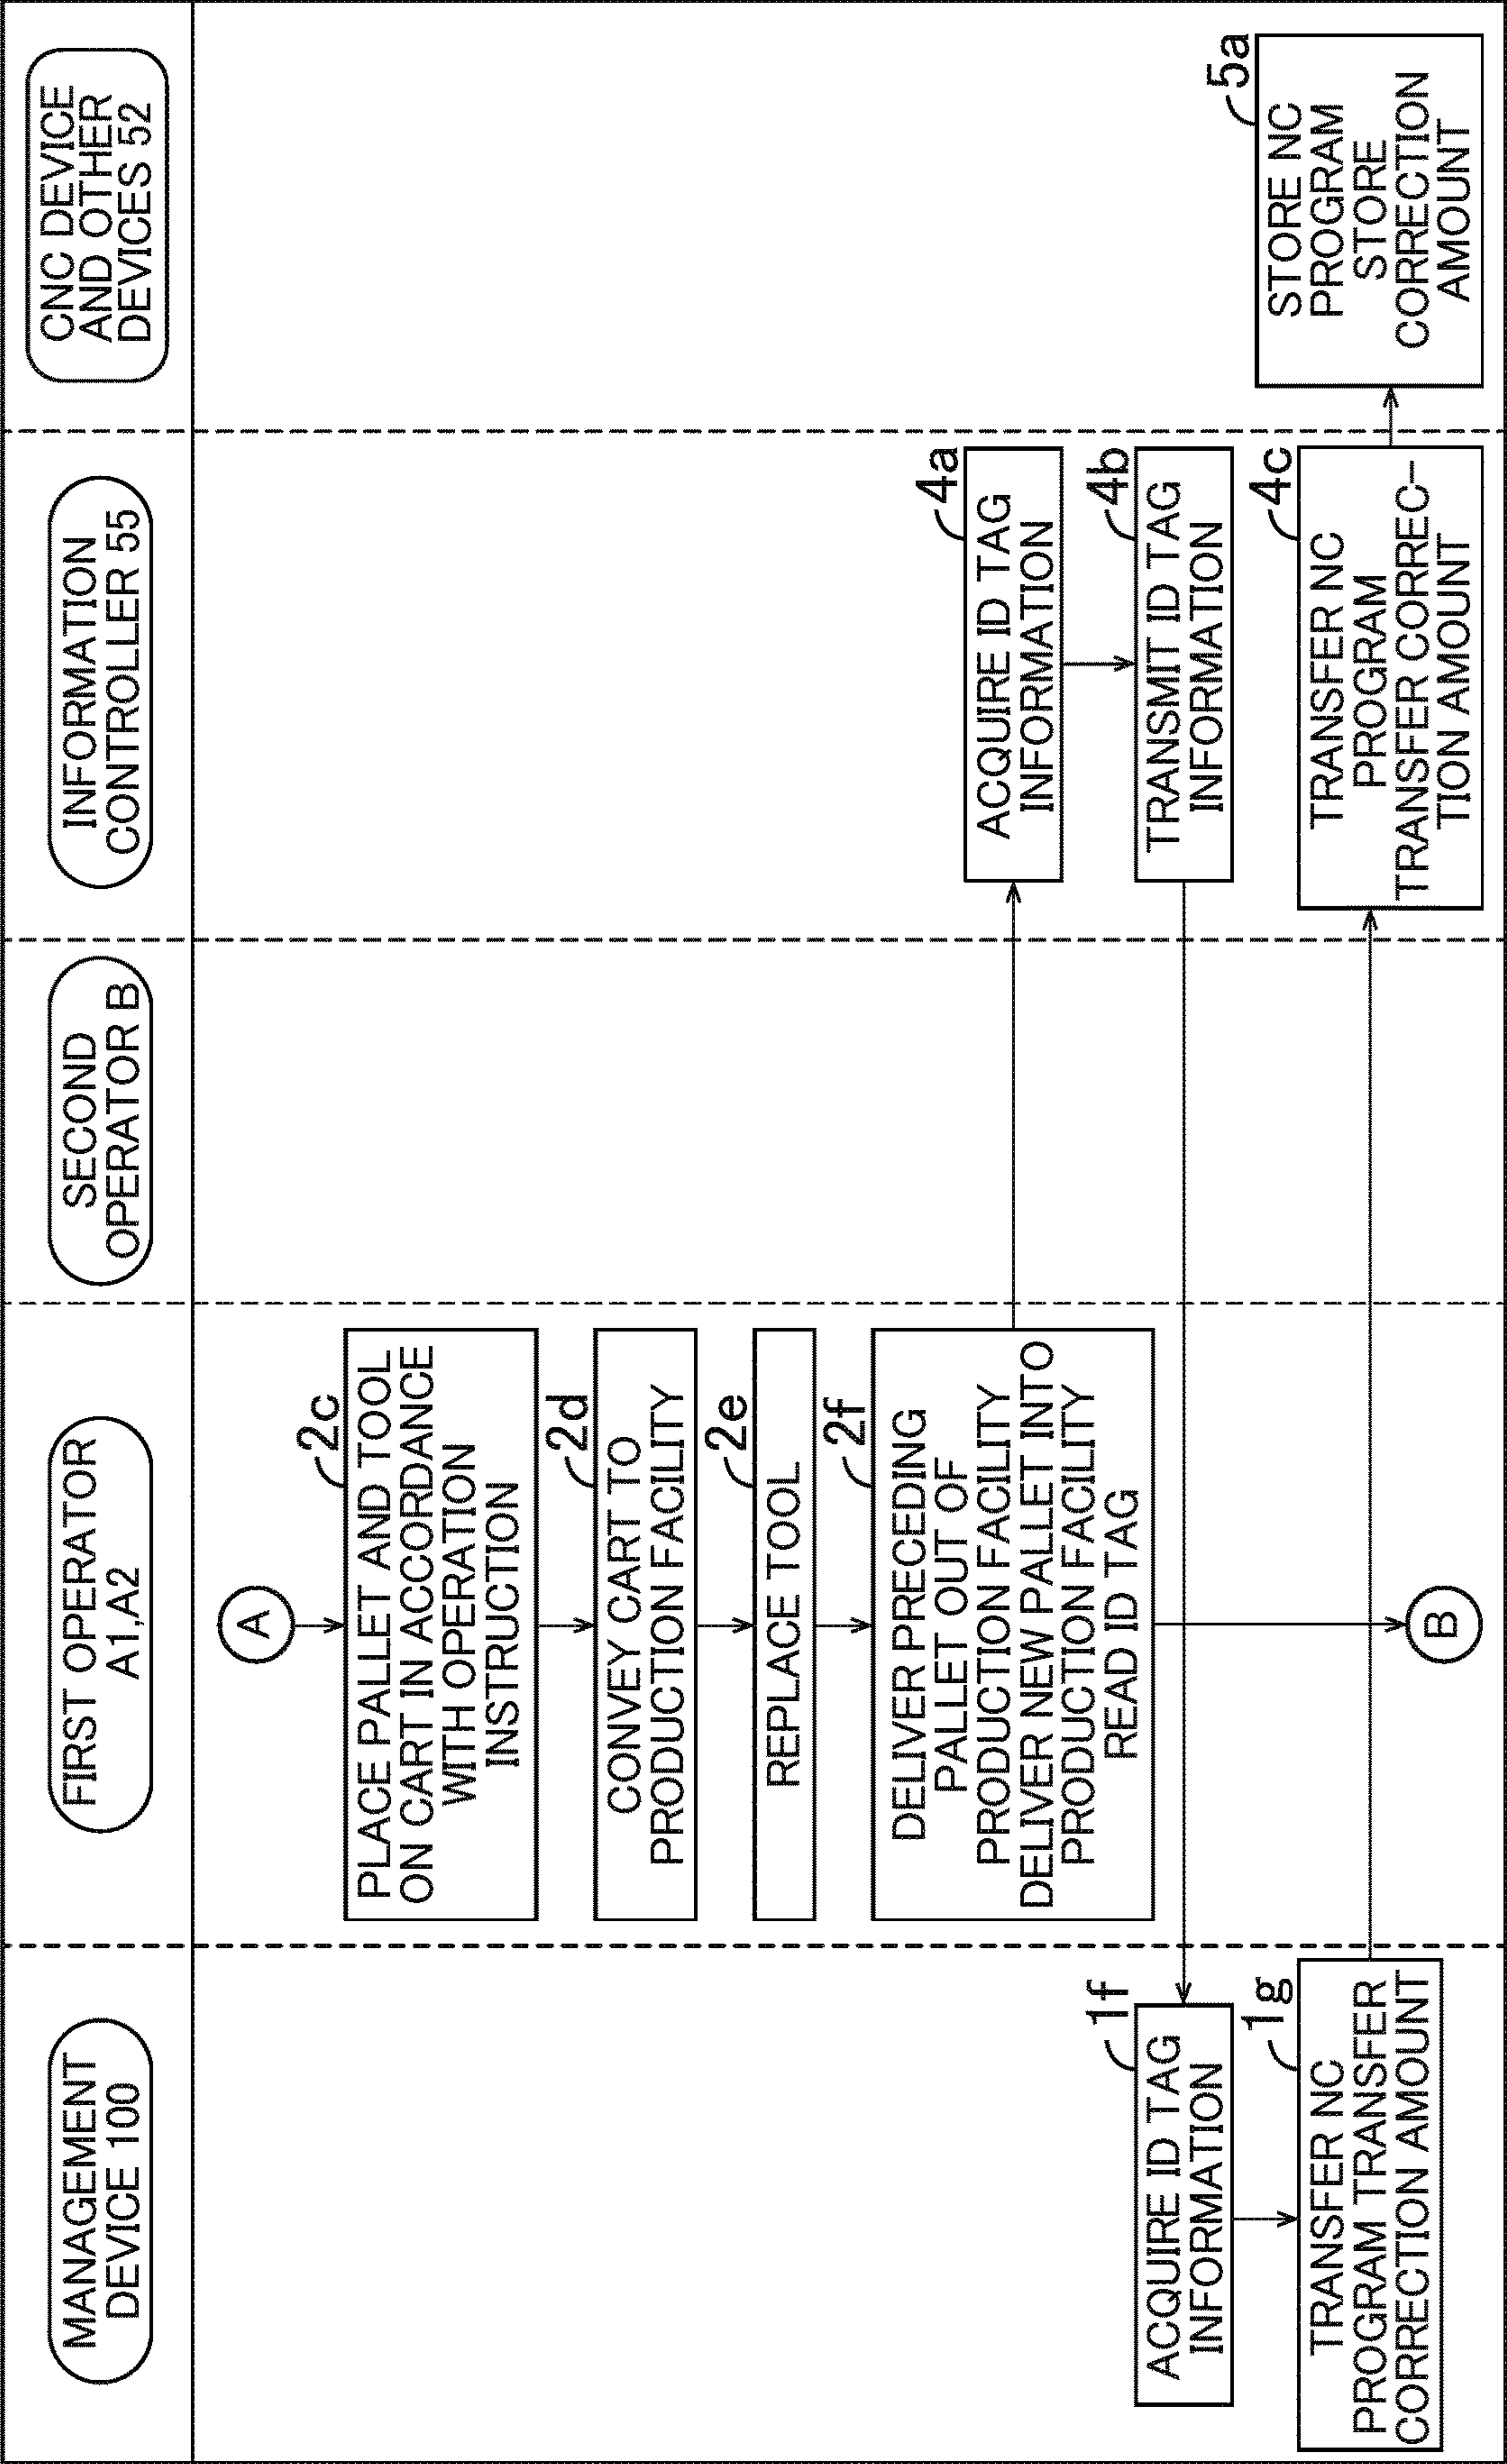 MANAGEMENT
DEVICE 100
FIRST OPERATOR
A1,A2
SECOND
OPERATOR B
INFORMATION
CONTROLLER 55
CNC DEVICE
AND OTHER
DEVICES 52
A
2c
PLACE PALLET AND TOOL
ON CART IN ACCORDANCE
WITH OPERATION
INSTRUCTION
2d
CONVEY CART TO
PRODUCTION FACILITY
2e
REPLACE TOOL
2f
DELIVER PRECEDING
PALLET OUT OF
PRODUCTION FACILITY
DELIVER NEW PALLET INTO
PRODUCTION FACILITY
READ ID TAG
4a
ACQUIRE ID TAG
INFORMATION
4b
TRANSMIT ID TAG
INFORMATION
1f
ACQUIRE ID TAG
INFORMATION
1g
TRANSFER NC
PROGRAM TRANSFER
CORRECTION AMOUNT
4c
TRANSFER NC
PROGRAM
TRANSFER CORREC-
TION AMOUNT
5a
STORE NC
PROGRAM
STORE
CORRECTION
AMOUNT
B